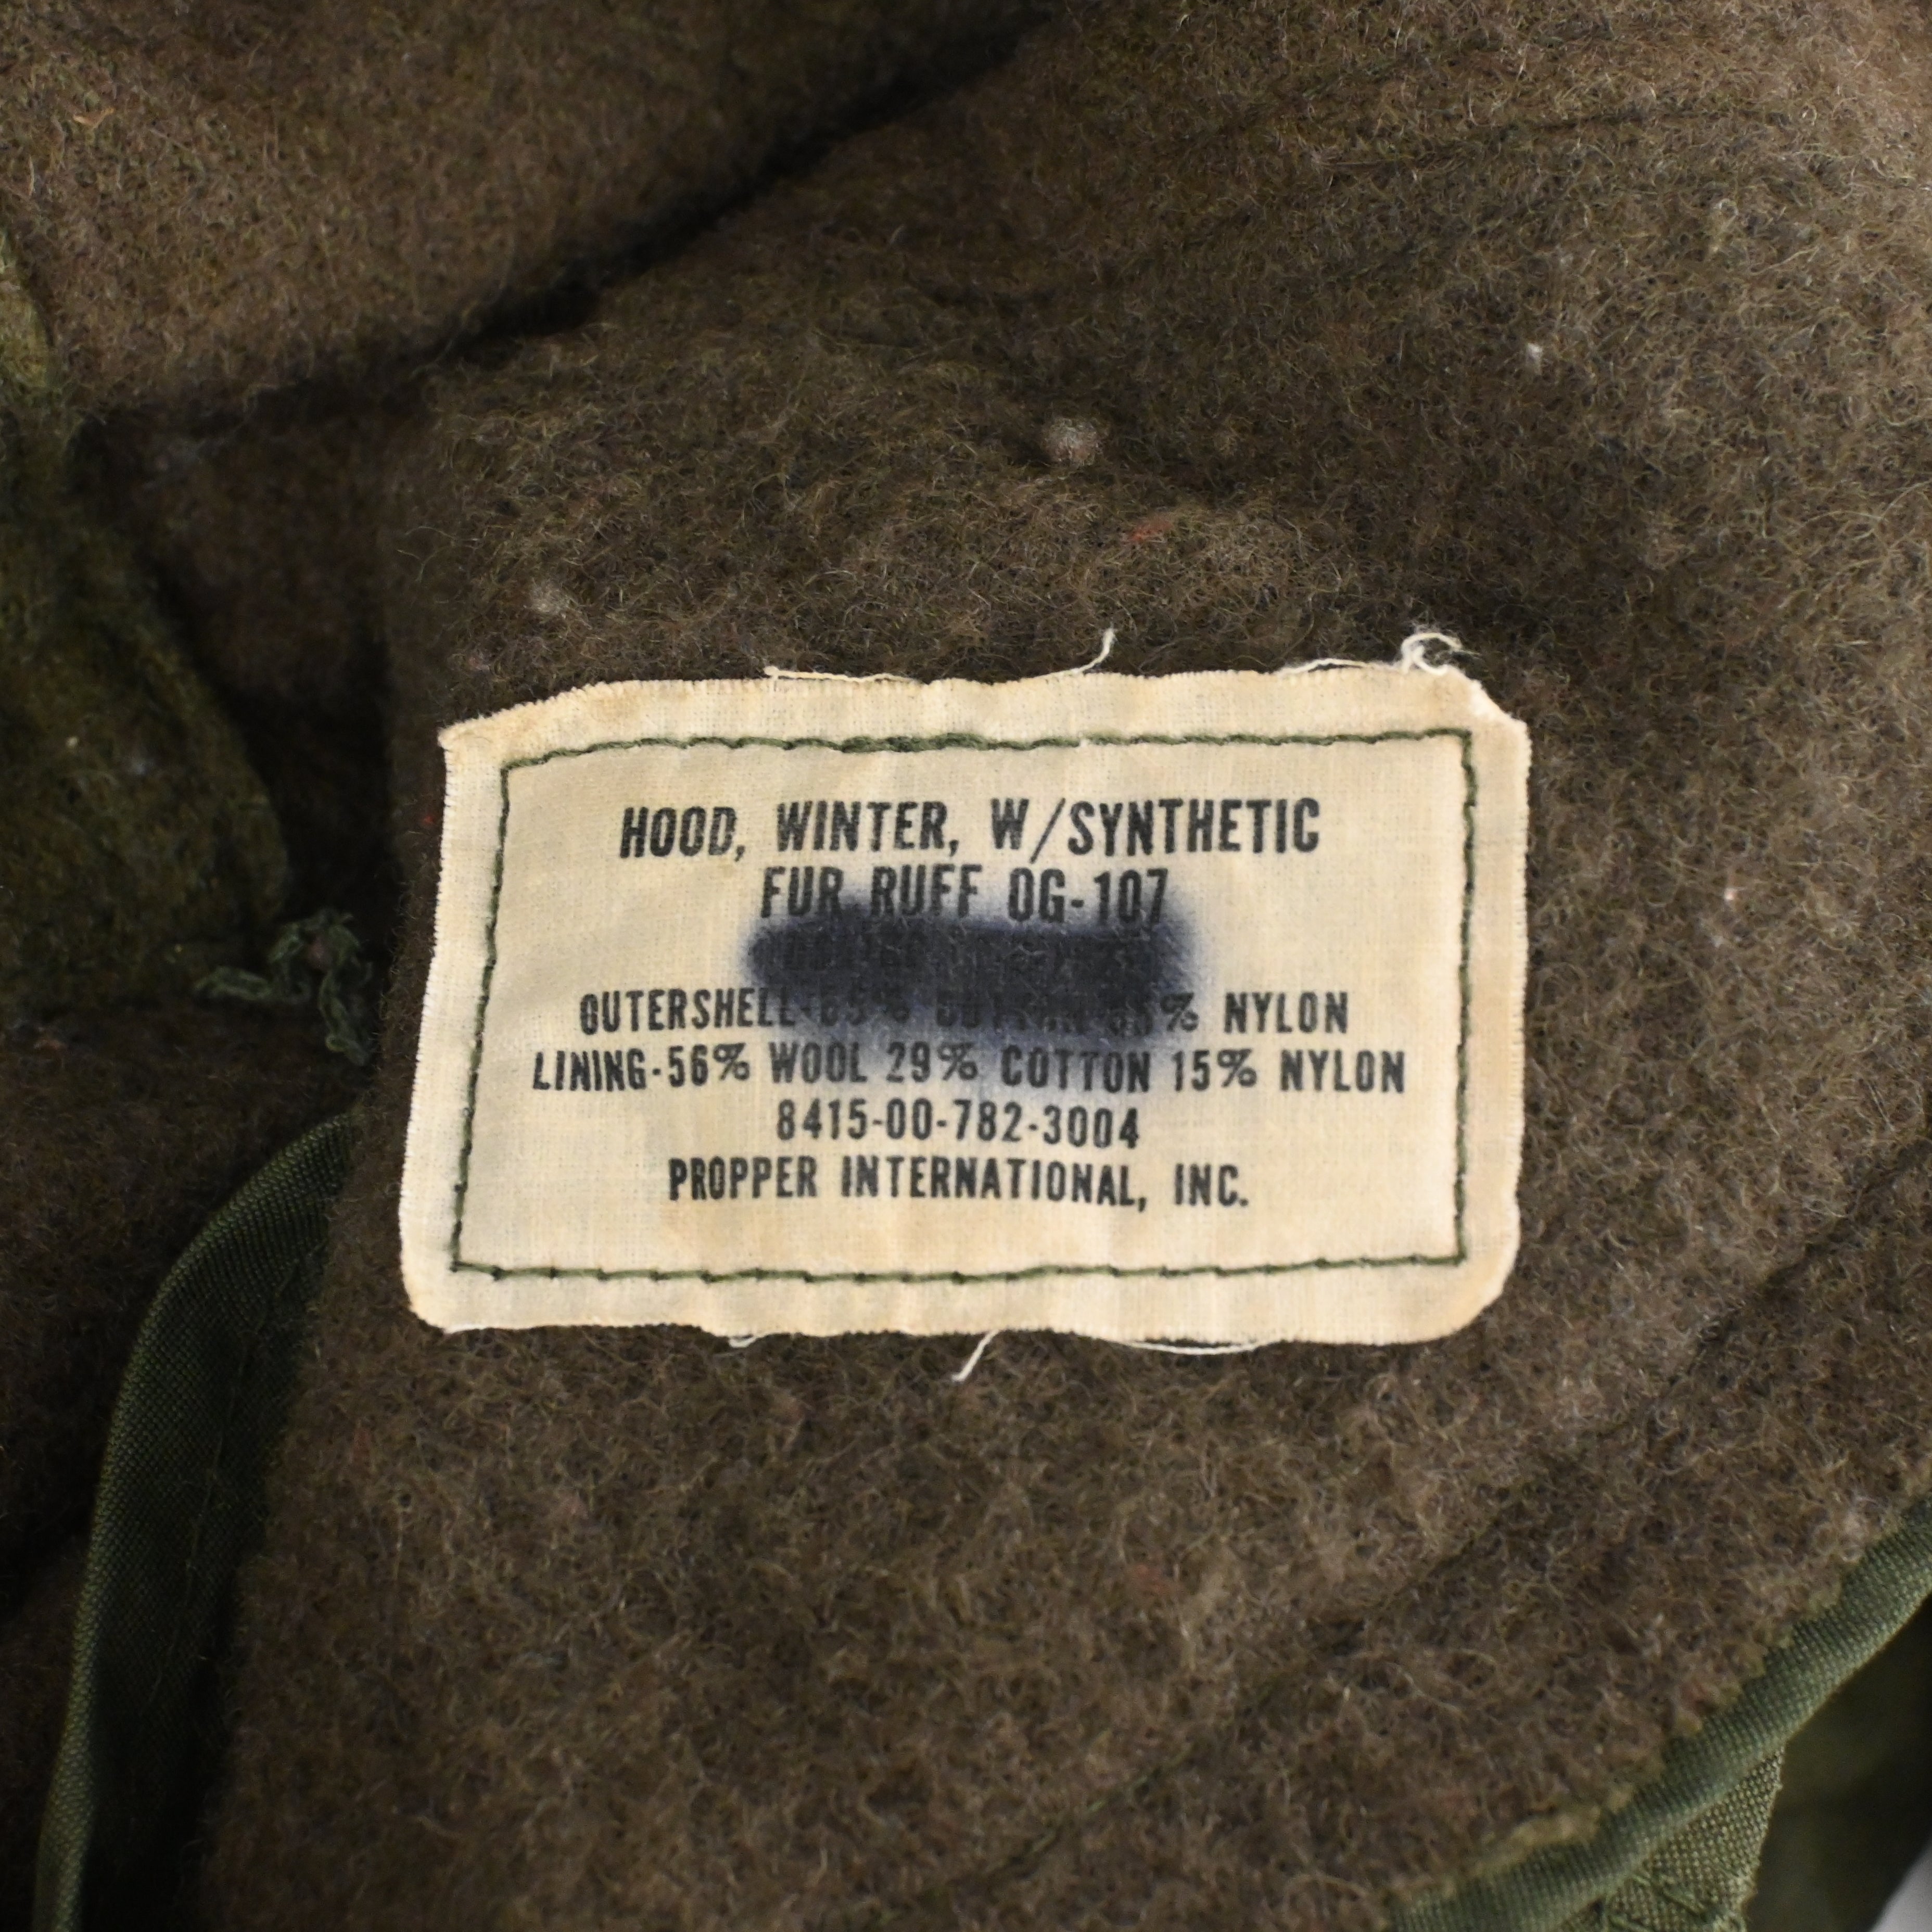 HOOD, WINTER, W/SYNTHETIC
FUR RUFF OG-107
OUTERSHELL % NYLON
LINING-56% WOOL 29% COTTON 15% NYLON
8415-00-782-3004
PROPPER INTERNATIONAL, INC.